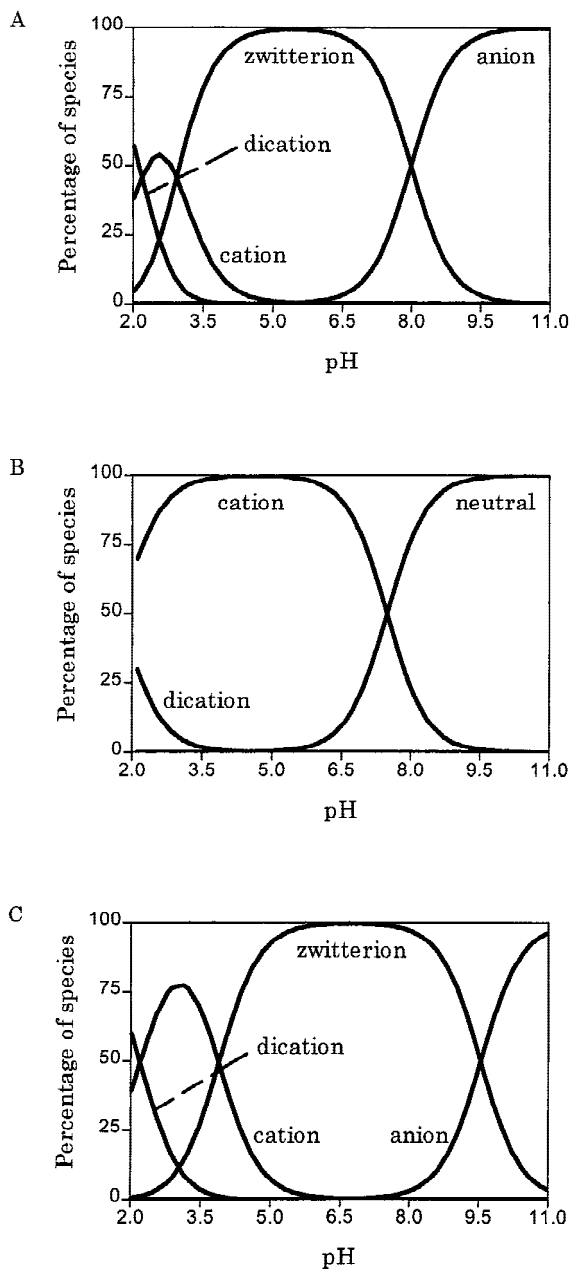 A
Percentage of species
100
75
50
25
0
zwitterion
anion
dication
cation
2.0 3.5 5.0 6.5 8.0 9.5 11.0
pH
B
Percentage of species
100
75
50
25
0
cation
neutral
dication
2.0 3.5 5.0 6.5 8.0 9.5 11.0
pH
C
Percentage of species
100
75
50
25
0
zwitterion
dication
cation
anion
2.0 3.5 5.0 6.5 8.0 9.5 11.0
pH